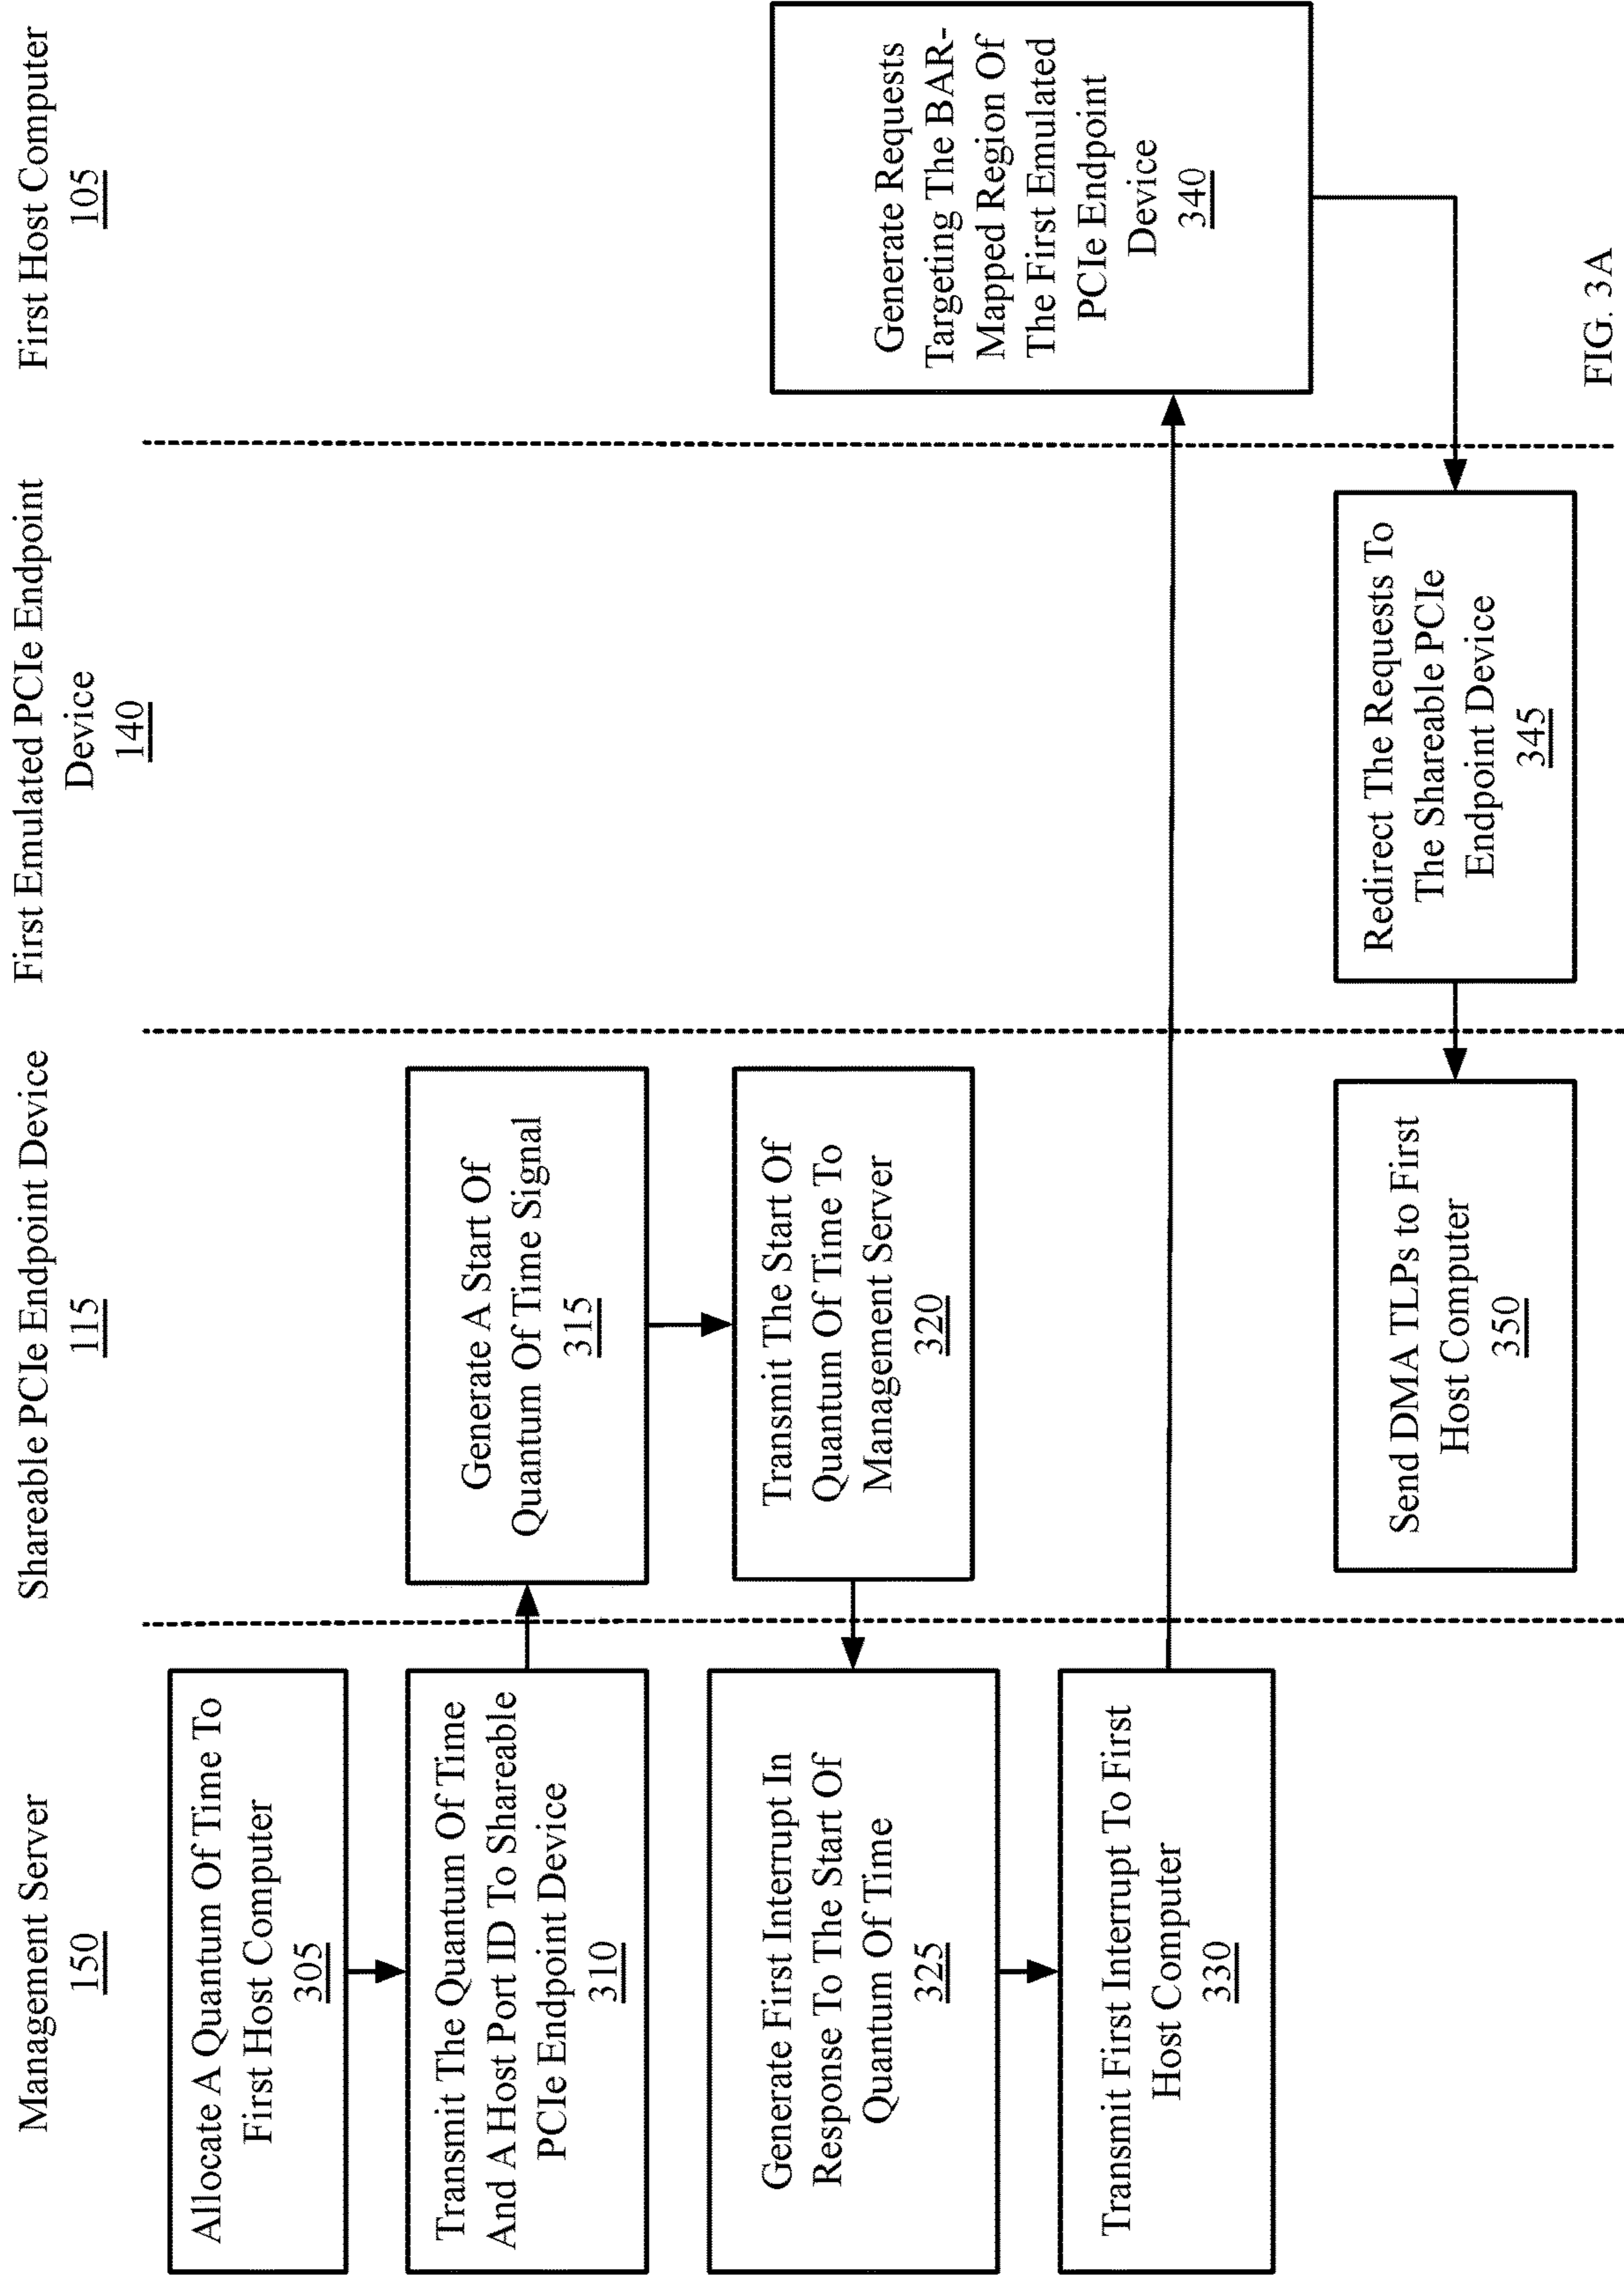 Management Server
150
Shareable PCIe Endpoint Device
115
First Emulated PCIe Endpoint
Device
140
First Host Computer
105
Allocate A Quantum Of Time To
First Host Computer
305
Transmit The Quantum Of Time
And A Host Port ID To Shareable
PCIe Endpoint Device
310
Generate A Start Of
Quantum Of Time Signal
315
Transmit The Start Of
Quantum Of Time To
Management Server
320
Generate First Interrupt In
Response To The Start Of
Quantum Of Time
325
Transmit First Interrupt To First
Host Computer
330
Generate Requests
Targeting The BAR-
Mapped Region Of
The First Emulated
PCIe Endpoint
Device
340
Redirect The Requests To
The Shareable PCIe
Endpoint Device
345
Send DMA TLPs to First
Host Computer
350
FIG. 3A